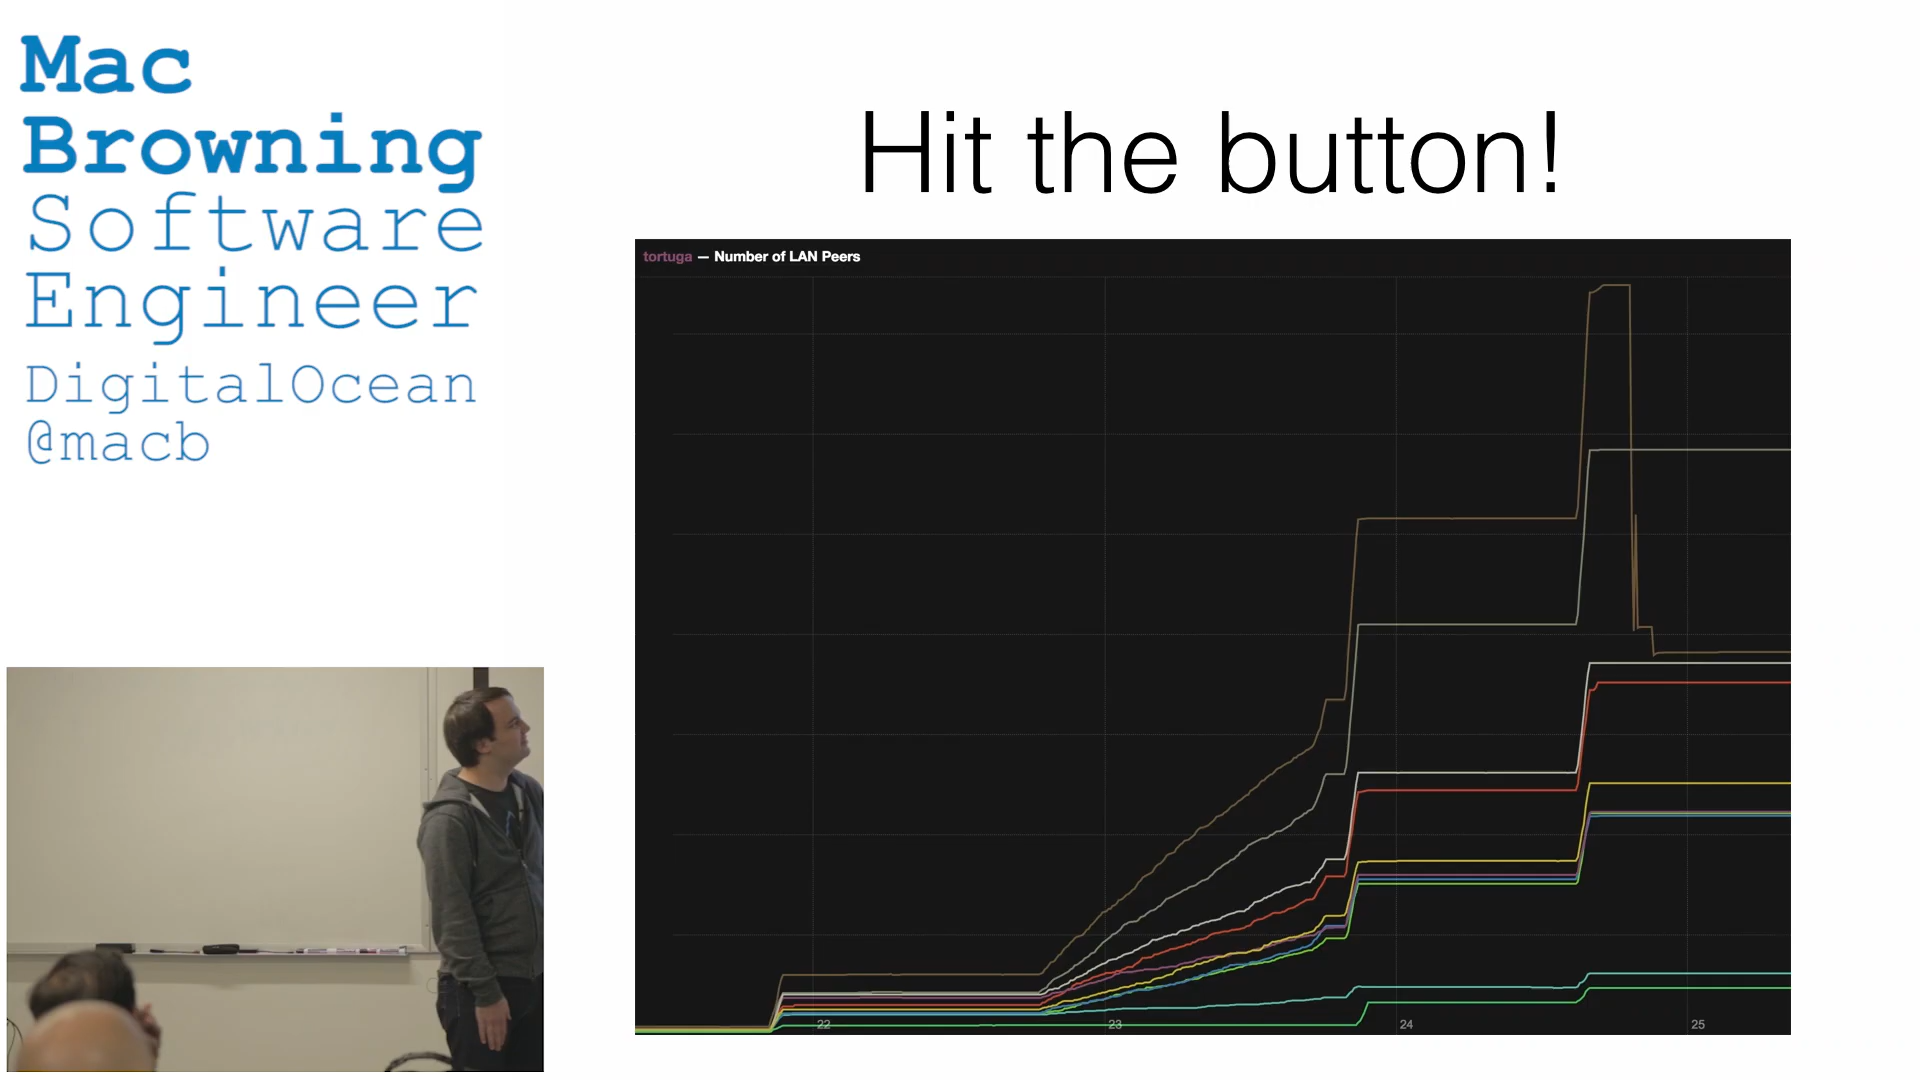 Mac
Browning
Software
Engineer
DigitalOcean
@macb
Hit the button!
tortuga — Number of LAN Peers
22 23 24 25